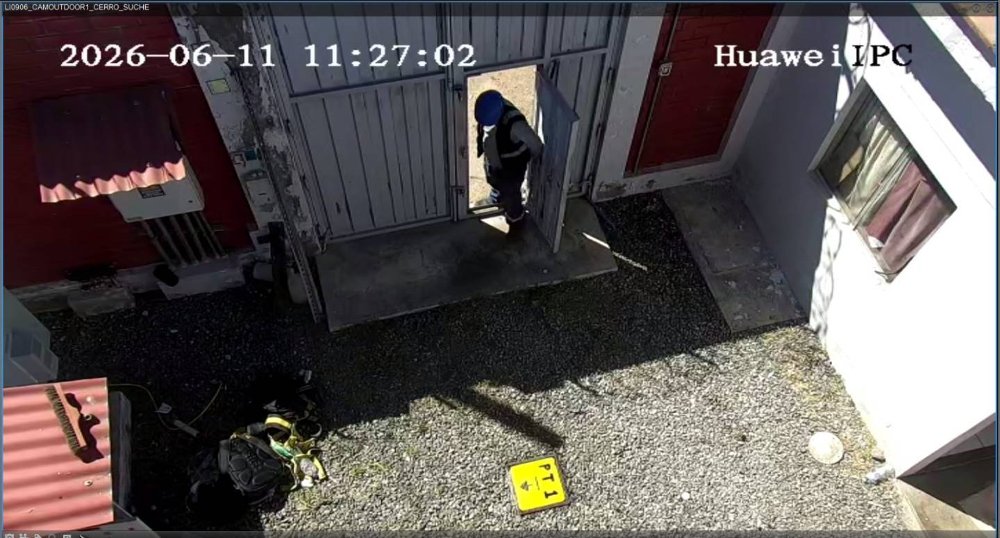 LI0906_CAMOUTDOOR1_CERRO_SUCHE
2026-06-11 11:27:02
Huawei IPC
PT 1